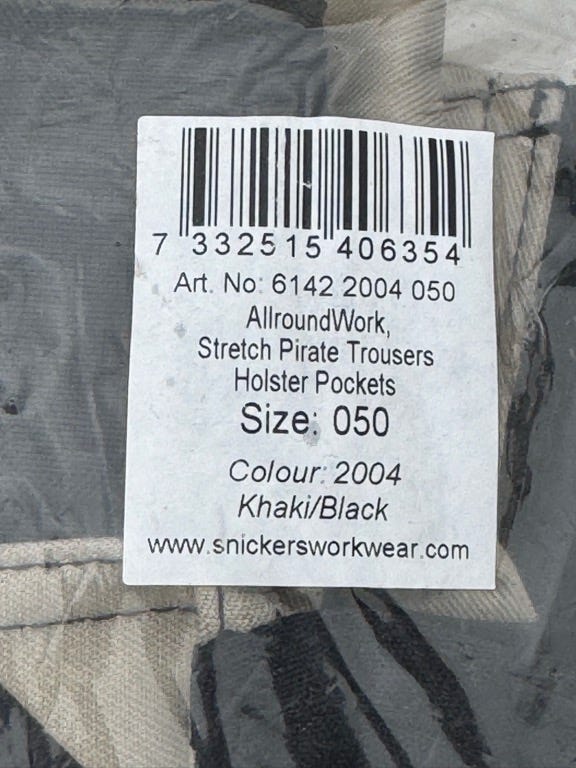 7 332515 406354
Art. No: 6142 2004 050
AllroundWork,
Stretch Pirate Trousers
Holster Pockets
Size: 050
Colour: 2004
Khaki/Black
www.snickersworkwear.com